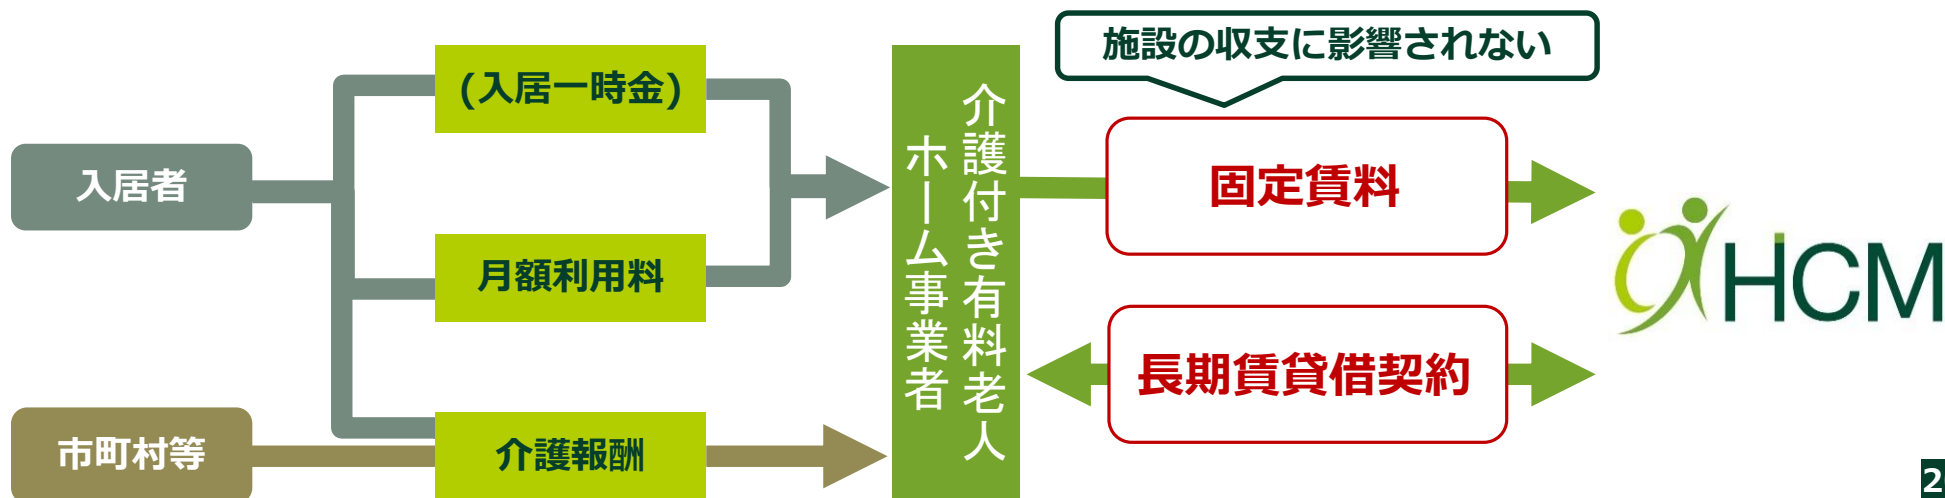 施設の収支に影響されない
(入居一時金)
入居者
月額利用料
市町村等
介護報酬
介護付き有料老人
ホーム事業者
固定賃料
長期賃貸借契約
HCM
2